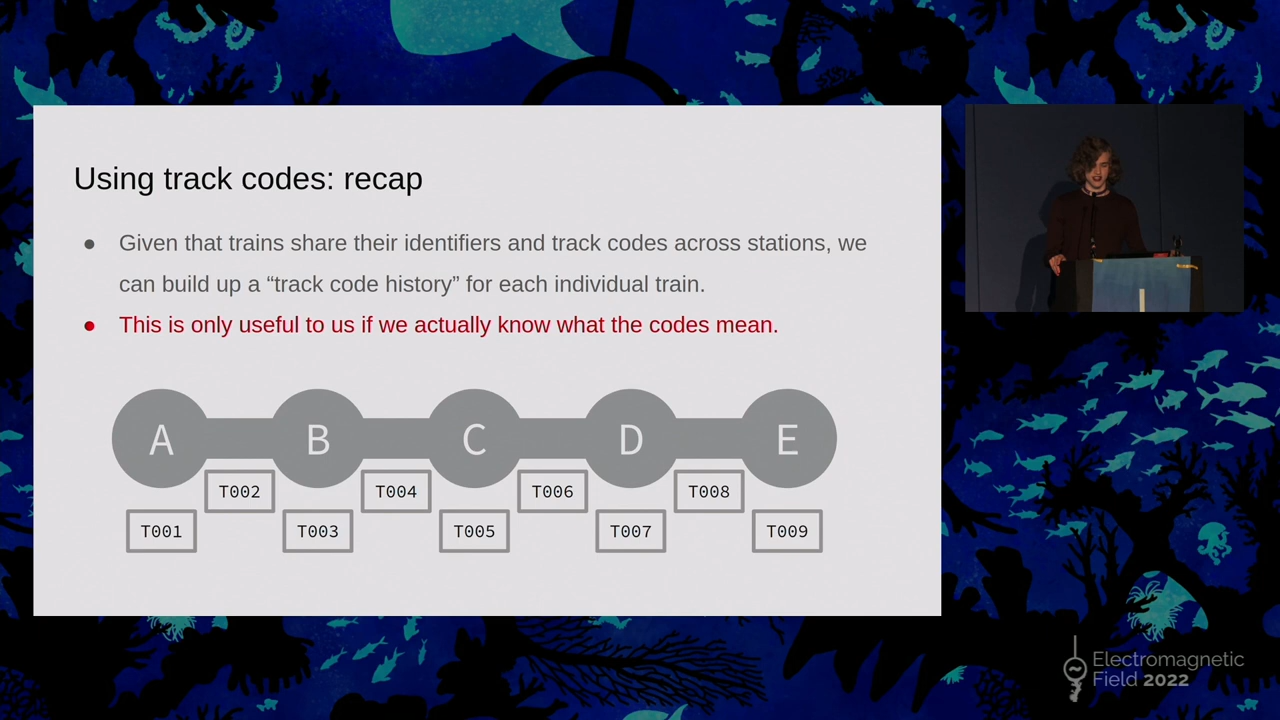 Using track codes: recap
● Given that trains share their identifiers and track codes across stations, we
can build up a “track code history” for each individual train.
● This is only useful to us if we actually know what the codes mean.
A B C D E
T002 T004 T006 T008
T001 T003 T005 T007 T009
Electromagnetic
Field 2022